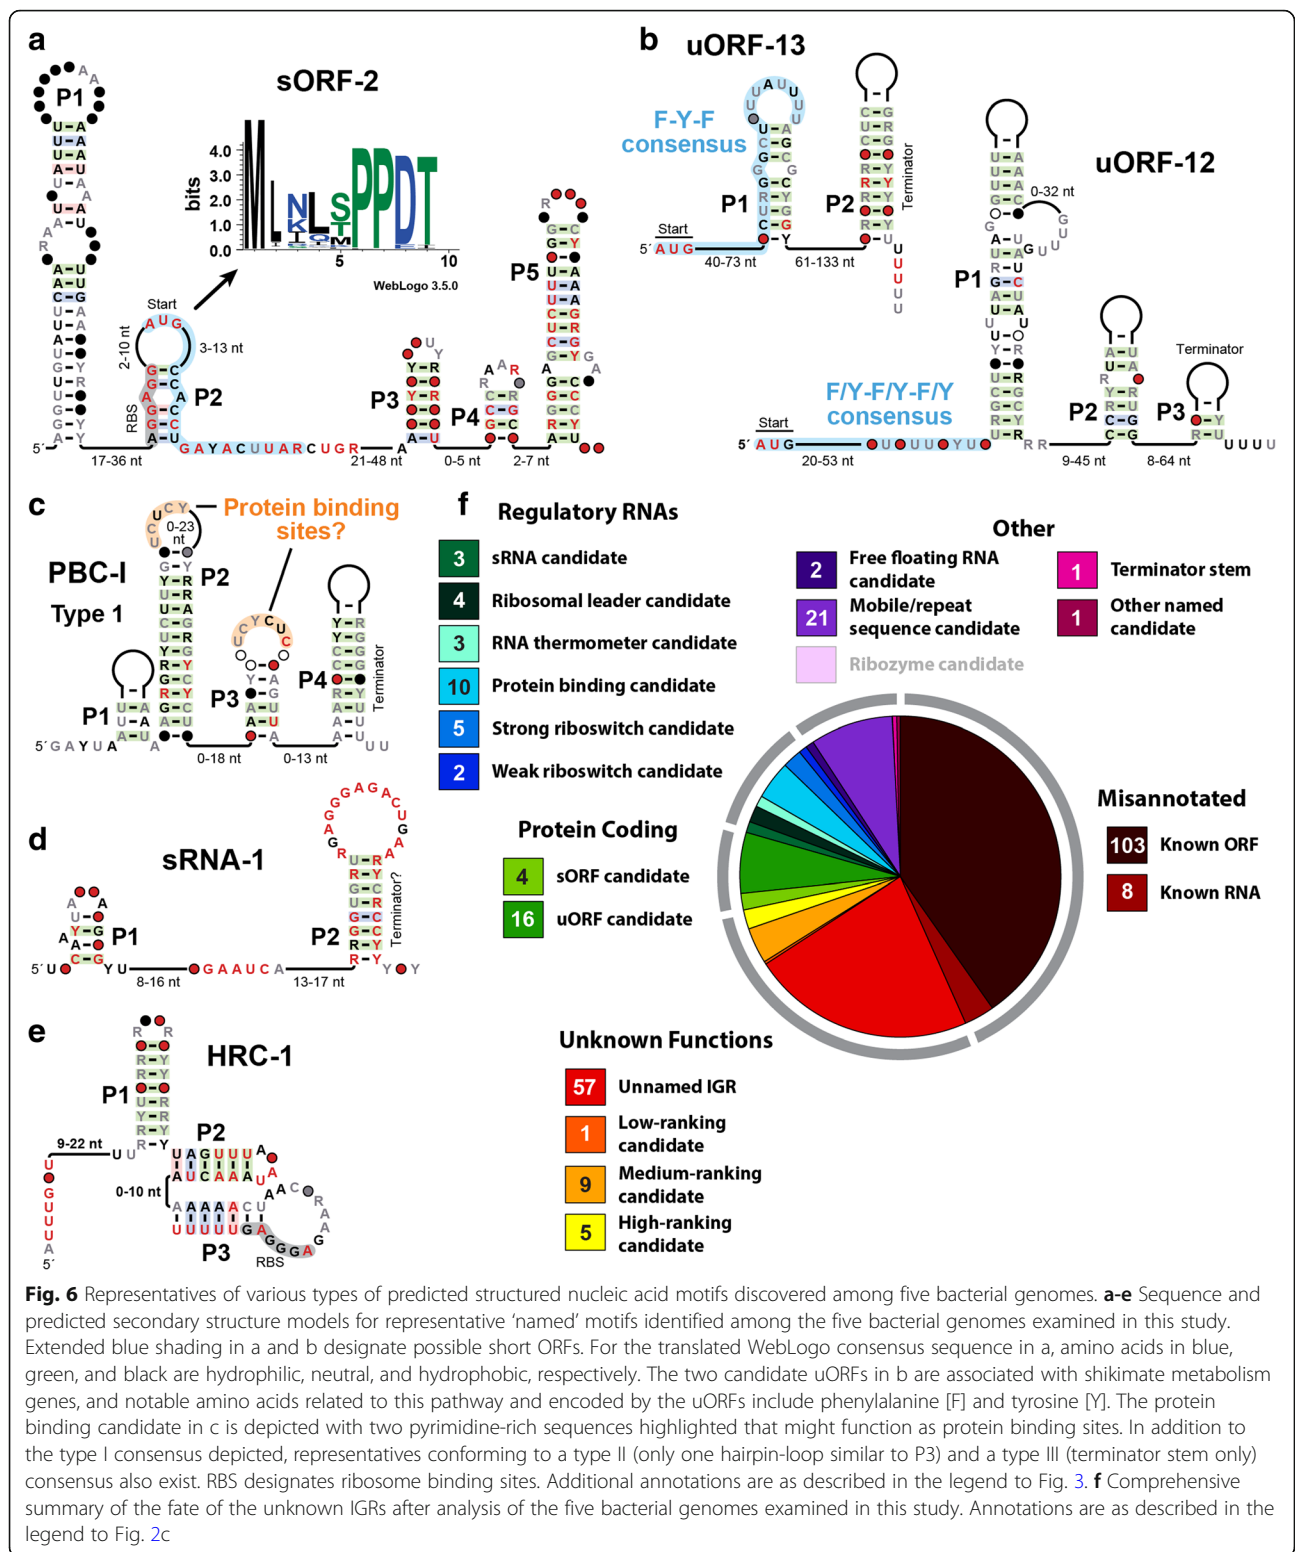 a
sORF-2
P1
bits
4.0
3.0
2.0
1.0
0.0
5
10
WebLogo 3.5.0
Start
AUG
2-10 nt
3-13 nt
RBS
P2
5´
17-36 nt
GAYACUUARCUGR
21-48 nt
P3
0-5 nt
P4
2-7 nt
P5
b
uORF-13
F-Y-F
consensus
P1
Start
5´ AUG
40-73 nt
61-133 nt
P2
Terminator
UUUUU
uORF-12
0-32 nt
P1
F/Y-F/Y-F/Y
consensus
Start
5´ AUG
20-53 nt
RR
9-45 nt
P2
8-64 nt
P3
Terminator
UUUU
c
PBC-I
Type 1
Protein binding
sites?
0-23
nt
P2
P1
5´GAYUA
0-18 nt
P3
0-13 nt
P4
Terminator
UU
d
sRNA-1
P1
5´U
YU
8-16 nt
GAAUCA
13-17 nt
P2
Terminator?
e
HRC-1
P1
9-22 nt
UU
P2
0-10 nt
P3
RBS
5´
f
Regulatory RNAs
3 sRNA candidate
4 Ribosomal leader candidate
3 RNA thermometer candidate
10 Protein binding candidate
5 Strong riboswitch candidate
2 Weak riboswitch candidate
Protein Coding
4 sORF candidate
16 uORF candidate
Other
2 Free floating RNA
candidate
21 Mobile/repeat
sequence candidate
Ribozyme candidate
1 Terminator stem
1 Other named
candidate
Misannotated
103 Known ORF
8 Known RNA
Unknown Functions
57 Unnamed IGR
1 Low-ranking
candidate
9 Medium-ranking
candidate
5 High-ranking
candidate
Fig. 6 Representatives of various types of predicted structured nucleic acid motifs discovered among five bacterial genomes. a-e Sequence and
predicted secondary structure models for representative ‘named’ motifs identified among the five bacterial genomes examined in this study.
Extended blue shading in a and b designate possible short ORFs. For the translated WebLogo consensus sequence in a, amino acids in blue,
green, and black are hydrophilic, neutral, and hydrophobic, respectively. The two candidate uORFs in b are associated with shikimate metabolism
genes, and notable amino acids related to this pathway and encoded by the uORFs include phenylalanine [F] and tyrosine [Y]. The protein
binding candidate in c is depicted with two pyrimidine-rich sequences highlighted that might function as protein binding sites. In addition to
the type I consensus depicted, representatives conforming to a type II (only one hairpin-loop similar to P3) and a type III (terminator stem only)
consensus also exist. RBS designates ribosome binding sites. Additional annotations are as described in the legend to Fig. 3. f Comprehensive
summary of the fate of the unknown IGRs after analysis of the five bacterial genomes examined in this study. Annotations are as described in the
legend to Fig. 2c